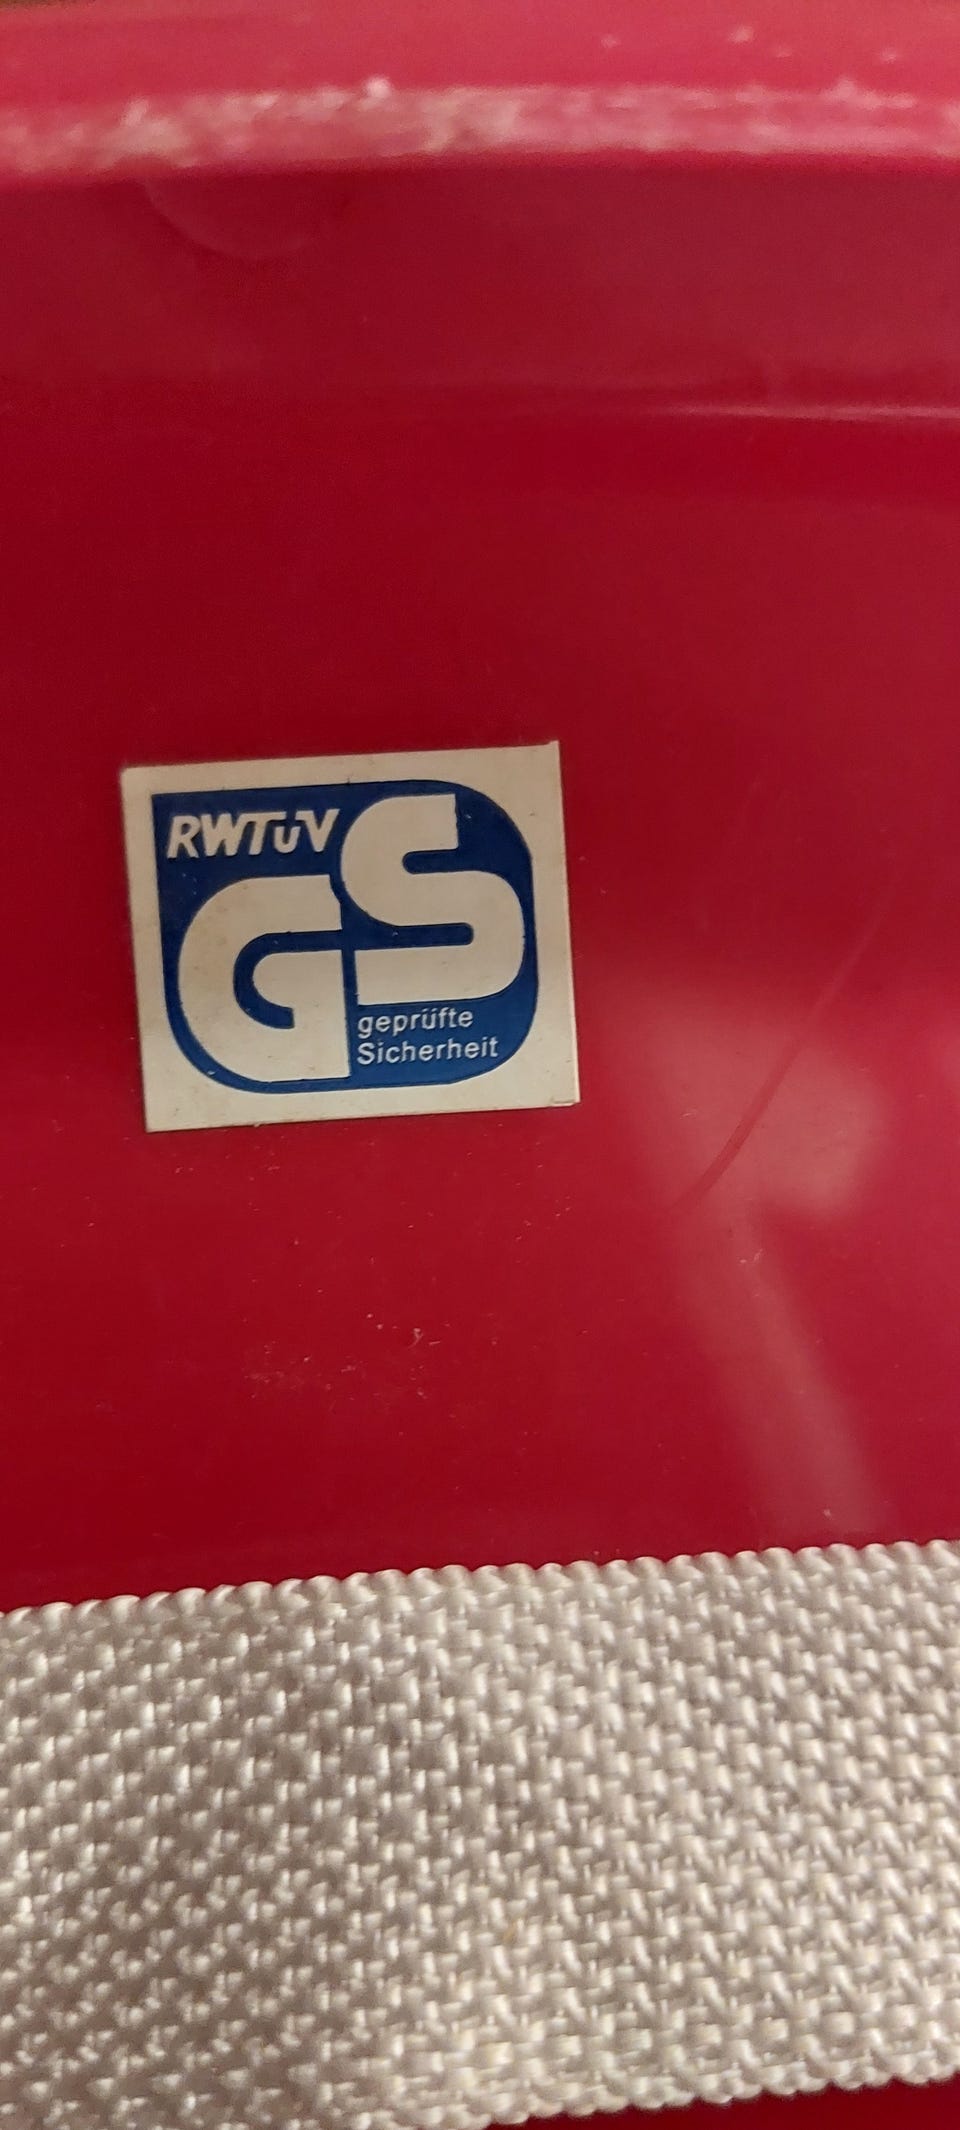 RWTÜV
GS
geprüfte
Sicherheit